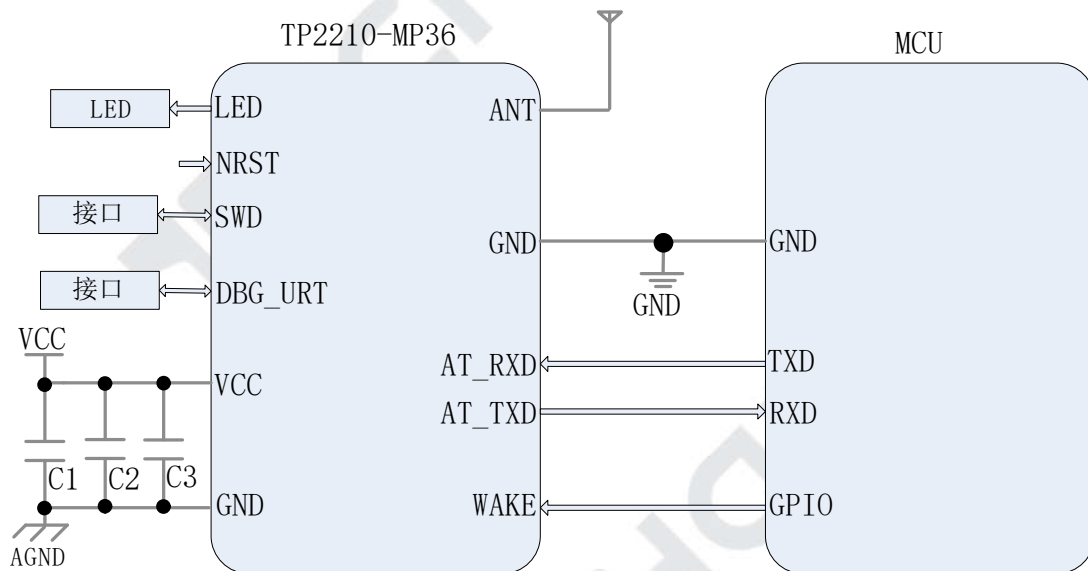 TP2210-MP36
MCU
LED
LED
ANT
NRST
接口
SWD
GND
GND
接口
DBG_URT
GND
VCC
VCC
AT_RXD
TXD
AT_TXD
RXD
C1
C2
C3
GND
WAKE
GPIO
AGND